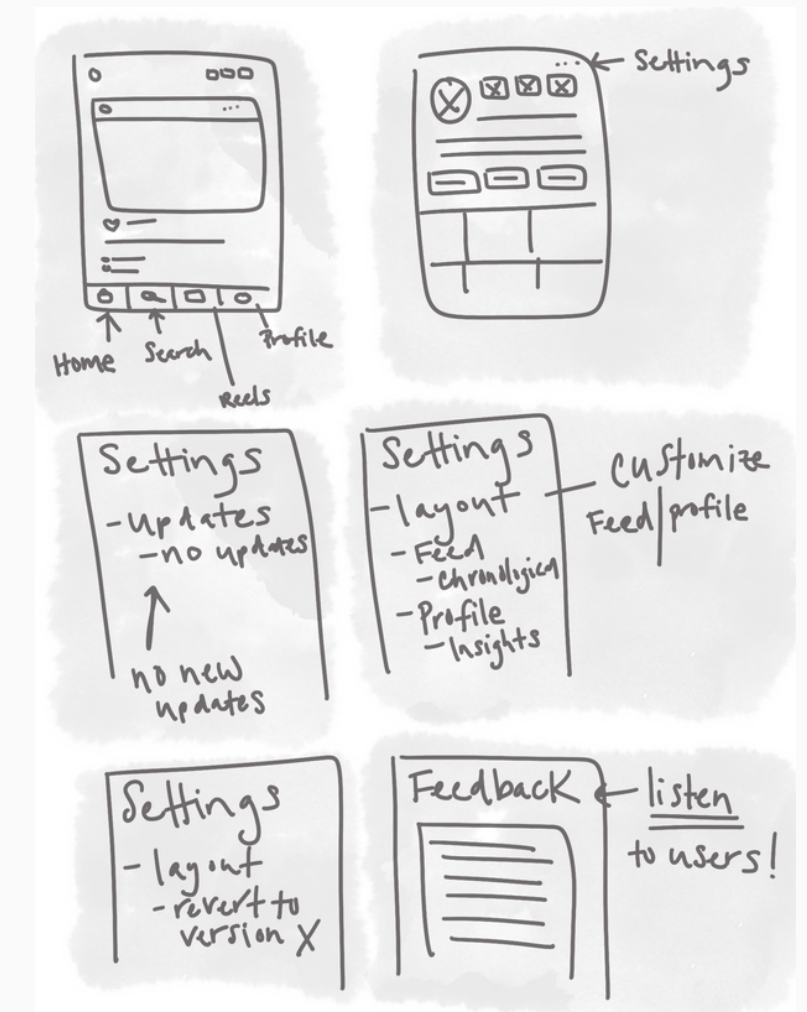 Settings
Home
Search
Profile
Reels
Settings
-updates
-no updates
no new
updates
Settings
-layout
-Feed
-Chronological
-Profile
-Insights
customize
Feed/profile
Settings
-layout
-revert to
version X
Feedback
listen
to users!